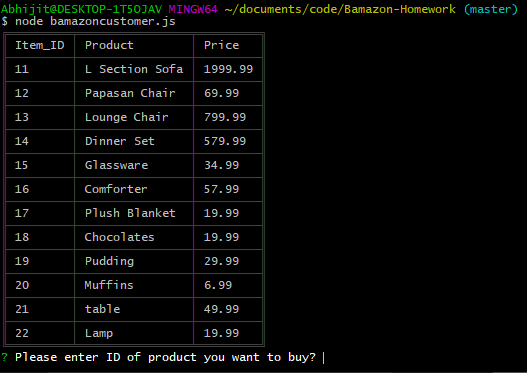 Abhijit@DESKTOP-1T5OJAV MINGW64 ~/documents/code/Bamazon-Homework (master)
$ node bamazoncustomer.js
Item_ID Product Price
11 L Section Sofa 1999.99
12 Papasan Chair 69.99
13 Lounge Chair 799.99
14 Dinner Set 579.99
15 Glassware 34.99
16 Comforter 57.99
17 Plush Blanket 19.99
18 Chocolates 19.99
19 Pudding 29.99
20 Muffins 6.99
21 table 49.99
22 Lamp 19.99
? Please enter ID of product you want to buy?